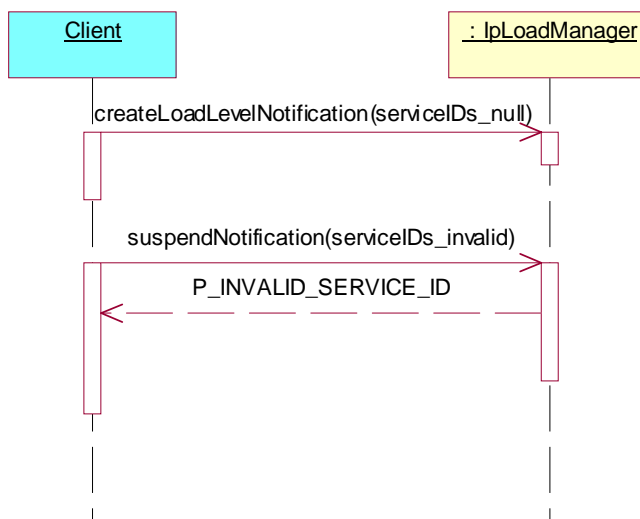 Client
: IpLoadManager
createLoadLevelNotification(serviceIDs_null)
suspendNotification(serviceIDs_invalid)
P_INVALID_SERVICE_ID